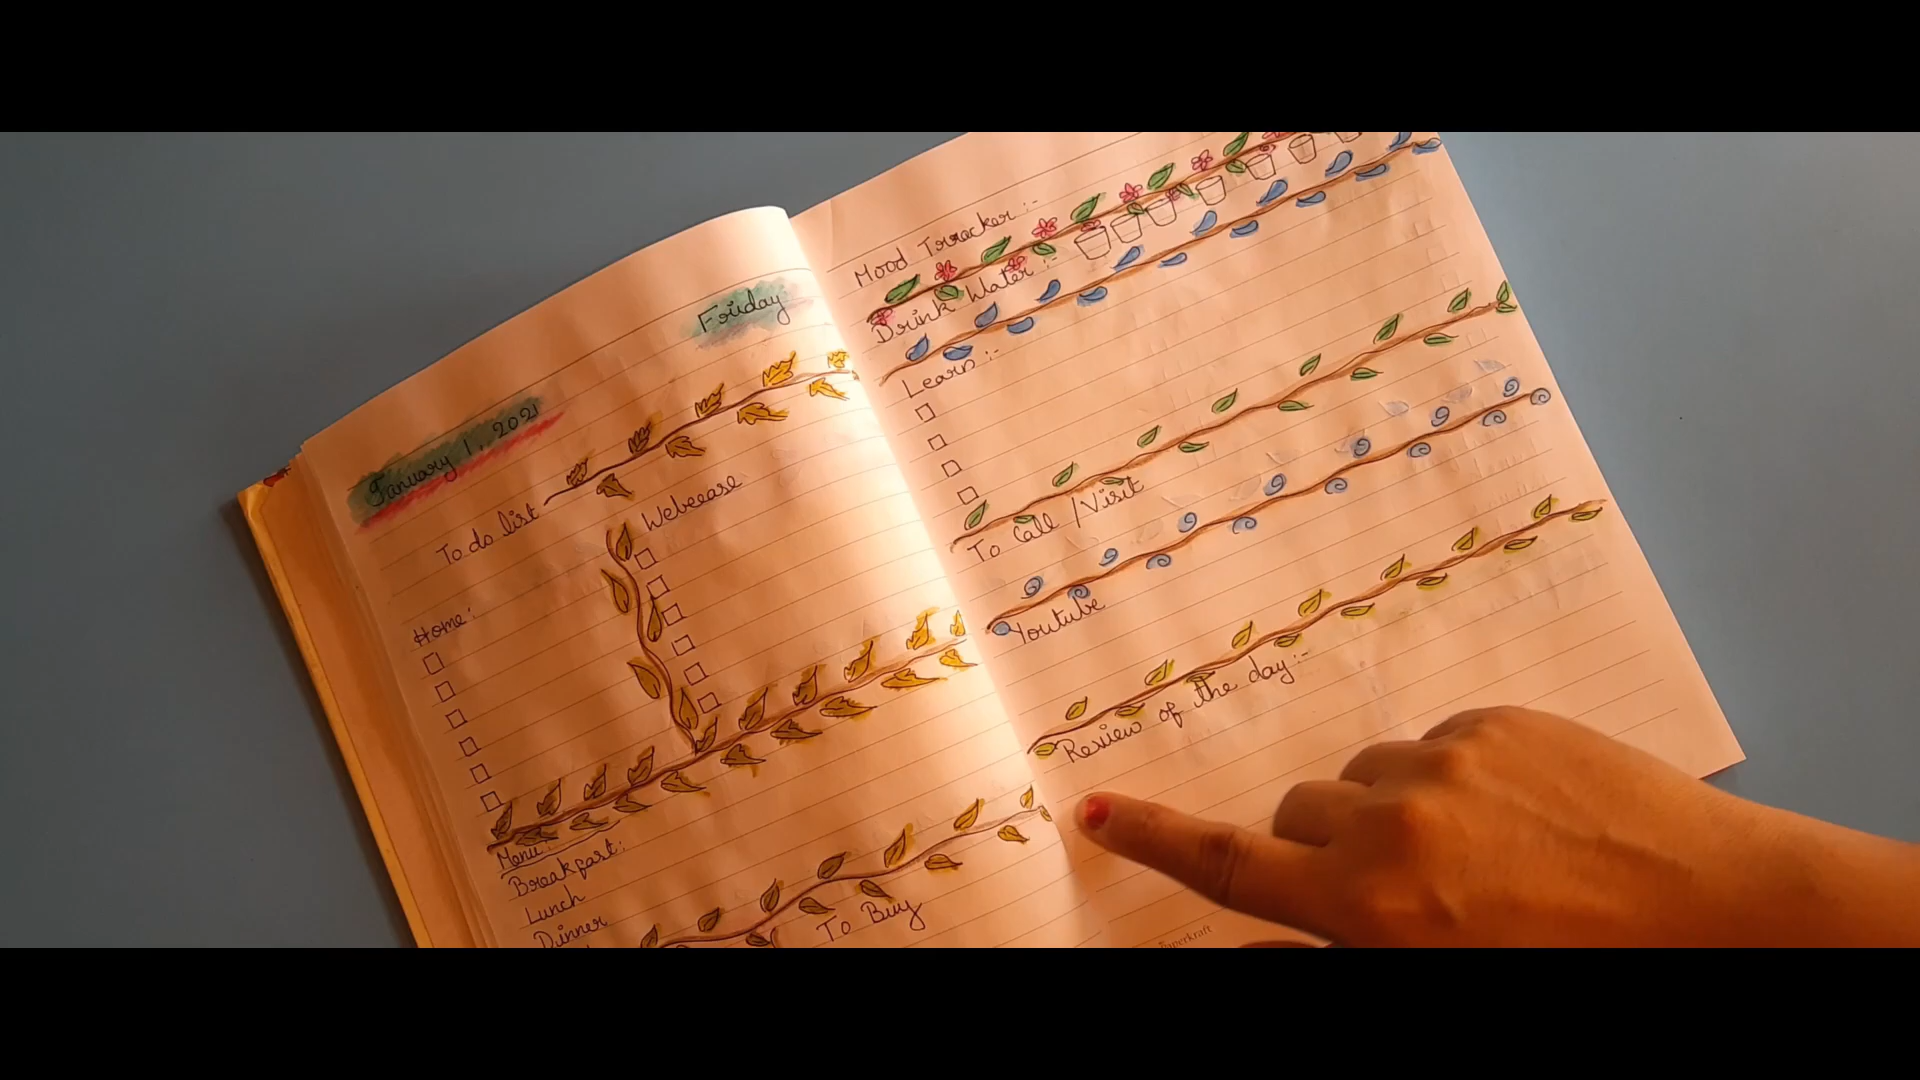 Friday
January 1, 2021
To do list
Webeease
Home:
Menu:
Breakfast:
Lunch
Dinner
To Buy
Mood Tracker :-
Drink Water :-
Learn :-
To Call / Visit
Youtube
Review of the day :-